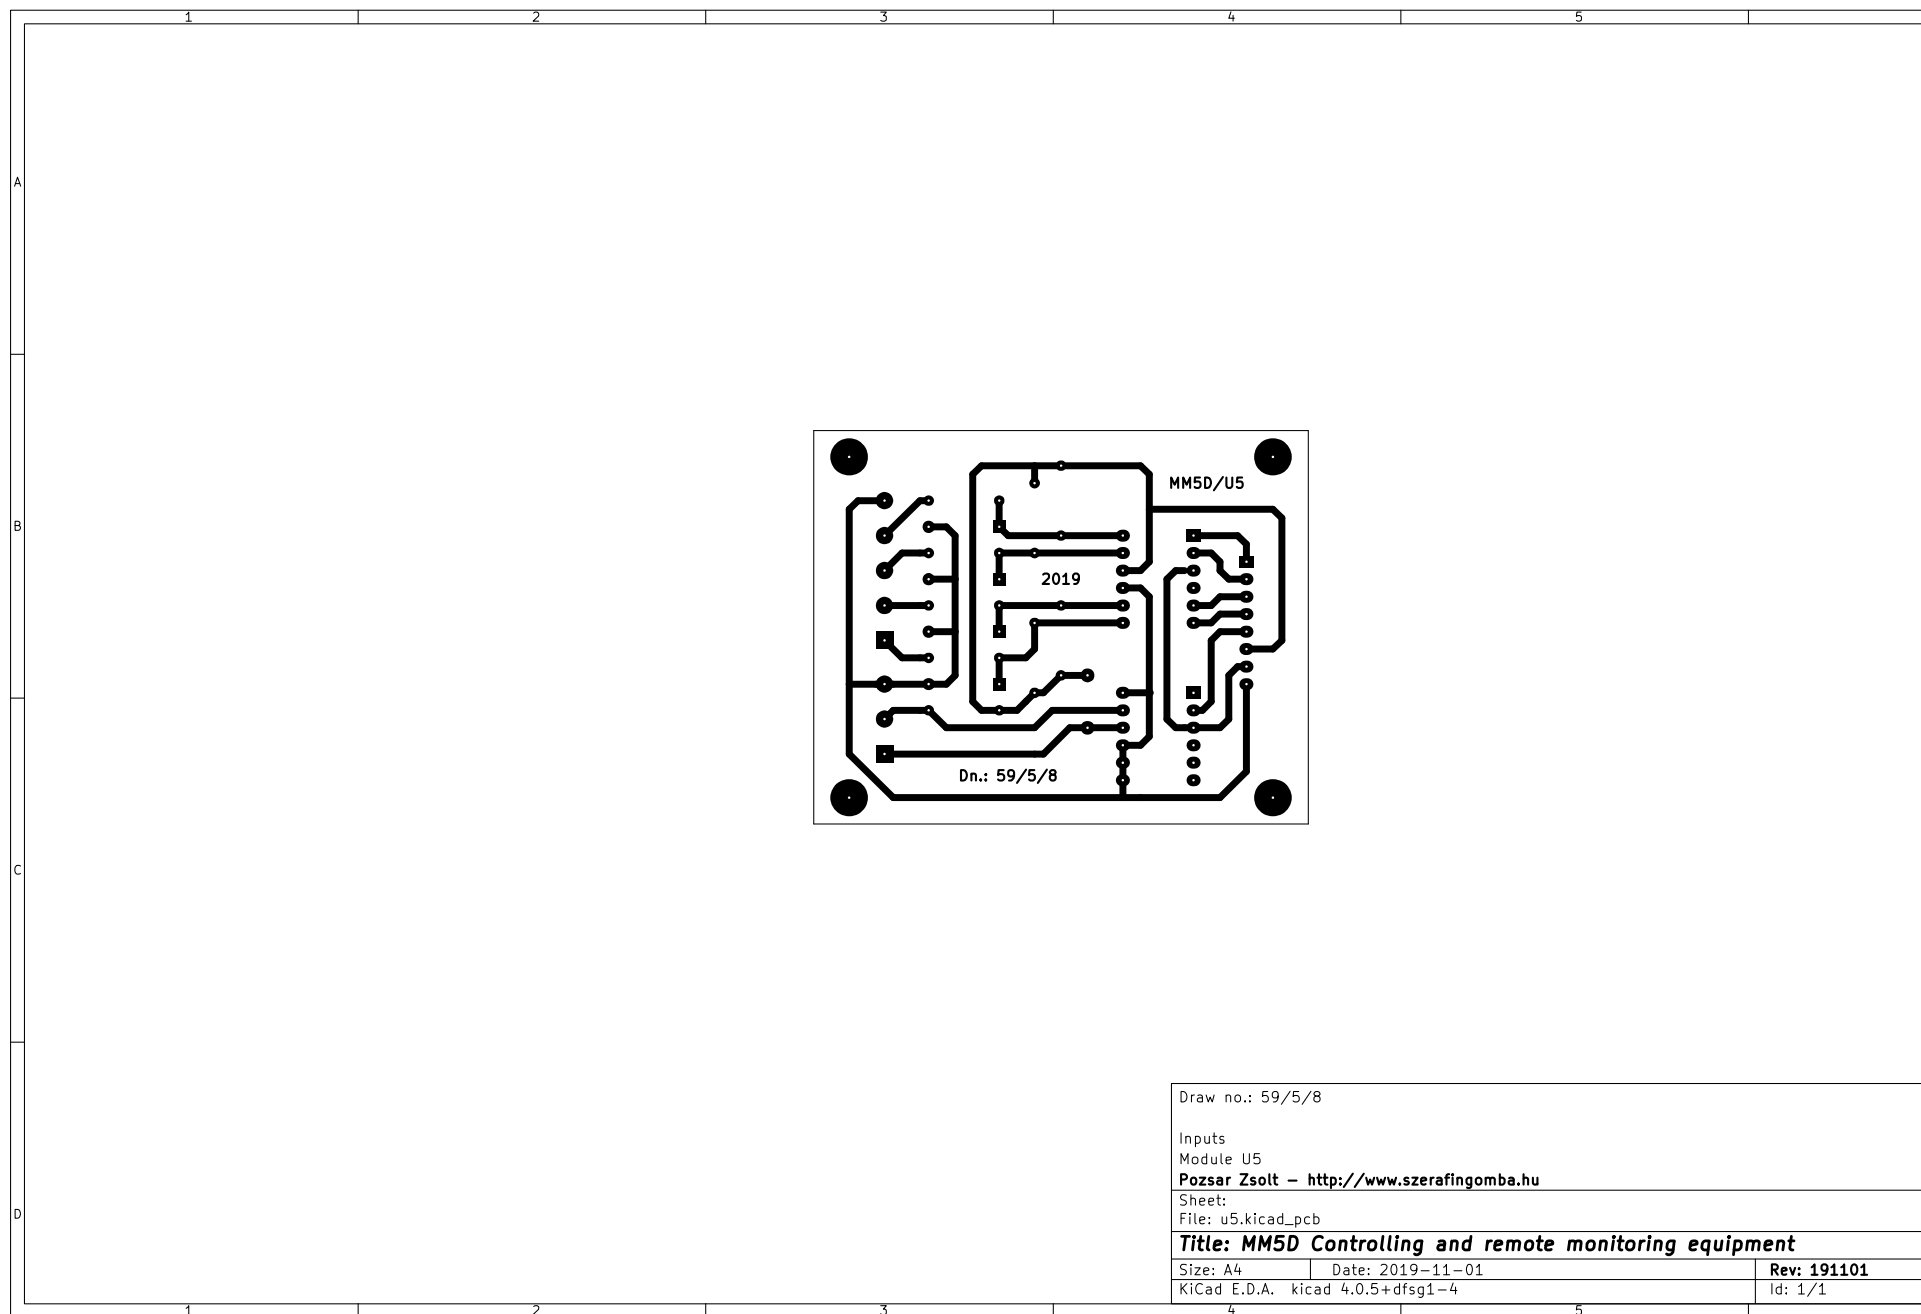 1 2 3 4 5
A
MM5D/U5
B
2019
Dn.: 59/5/8
C
Draw no.: 59/5/8
Inputs
Module U5
Pozsar Zsolt – http://www.szerafingomba.hu
Sheet:
D
File: u5.kicad_pcb
Title: MM5D Controlling and remote monitoring equipment
Size: A4 Date: 2019-11-01 Rev: 191101
KiCad E.D.A. kicad 4.0.5+dfsg1-4 Id: 1/1
1 2 3 4 5